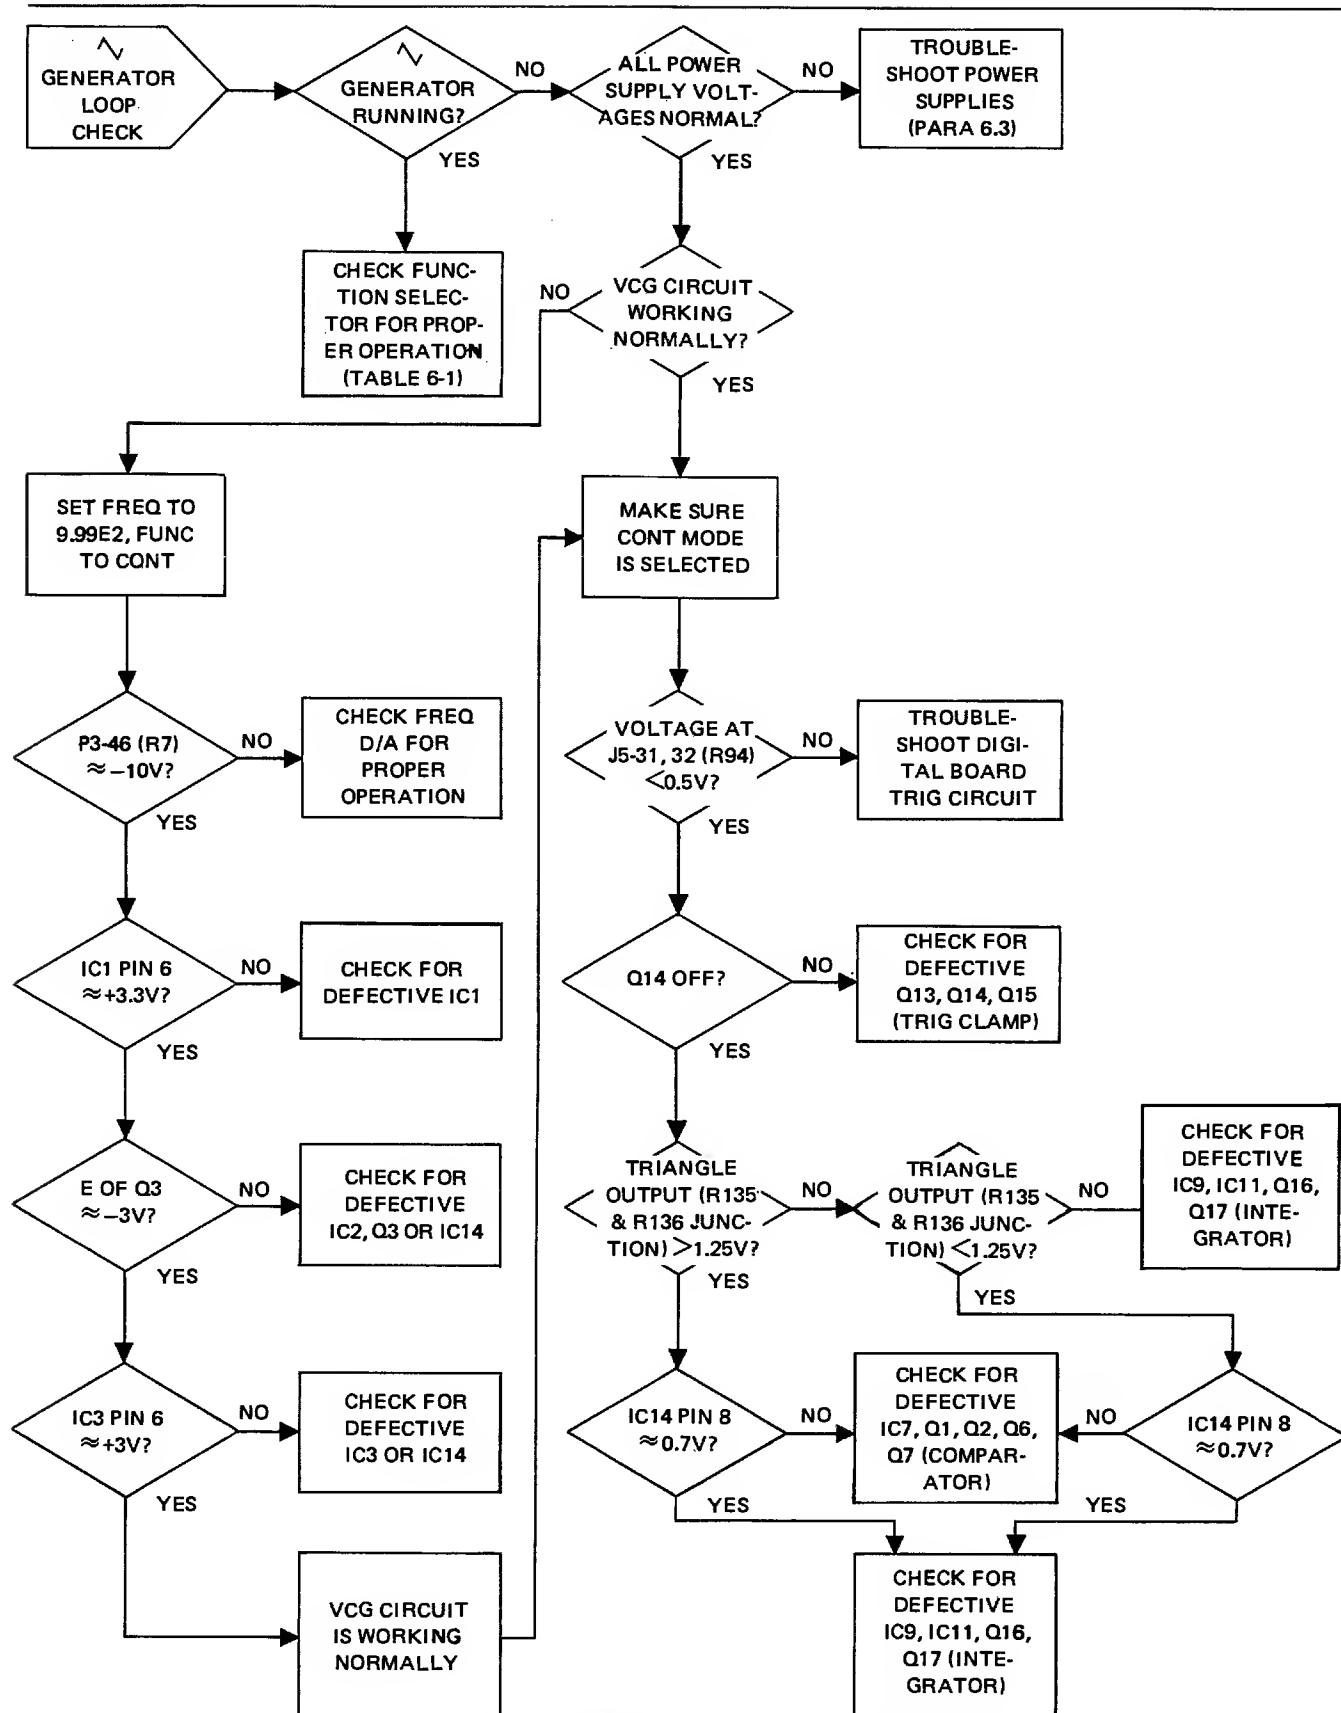 GENERATOR
LOOP
CHECK
GENERATOR
RUNNING?
NO
YES
ALL POWER
SUPPLY VOLT-
AGES NORMAL?
NO
YES
TROUBLE-
SHOOT POWER
SUPPLIES
(PARA 6.3)
CHECK FUNC-
TION SELEC-
TOR FOR PROP-
ER OPERATION
(TABLE 6-1)
NO
VCG CIRCUIT
WORKING
NORMALLY?
YES
SET FREQ TO
9.99E2, FUNC
TO CONT
MAKE SURE
CONT MODE
IS SELECTED
P3-46 (R7)
≈−10V?
NO
YES
CHECK FREQ
D/A FOR
PROPER
OPERATION
VOLTAGE AT
J5-31, 32 (R94)
<0.5V?
NO
YES
TROUBLE-
SHOOT DIGI-
TAL BOARD
TRIG CIRCUIT
IC1 PIN 6
≈+3.3V?
NO
YES
CHECK FOR
DEFECTIVE IC1
Q14 OFF?
NO
YES
CHECK FOR
DEFECTIVE
Q13, Q14, Q15
(TRIG CLAMP)
E OF Q3
≈−3V?
NO
YES
CHECK FOR
DEFECTIVE
IC2, Q3 OR IC14
TRIANGLE
OUTPUT (R135
& R136 JUNC-
TION) >1.25V?
NO
YES
TRIANGLE
OUTPUT (R135
& R136 JUNC-
TION) <1.25V?
NO
YES
CHECK FOR
DEFECTIVE
IC9, IC11, Q16,
Q17 (INTE-
GRATOR)
IC3 PIN 6
≈+3V?
NO
YES
CHECK FOR
DEFECTIVE
IC3 OR IC14
IC14 PIN 8
≈0.7V?
NO
YES
CHECK FOR
DEFECTIVE
IC7, Q1, Q2, Q6,
Q7 (COMPAR-
ATOR)
NO
IC14 PIN 8
≈0.7V?
YES
VCG CIRCUIT
IS WORKING
NORMALLY
CHECK FOR
DEFECTIVE
IC9, IC11, Q16,
Q17 (INTE-
GRATOR)